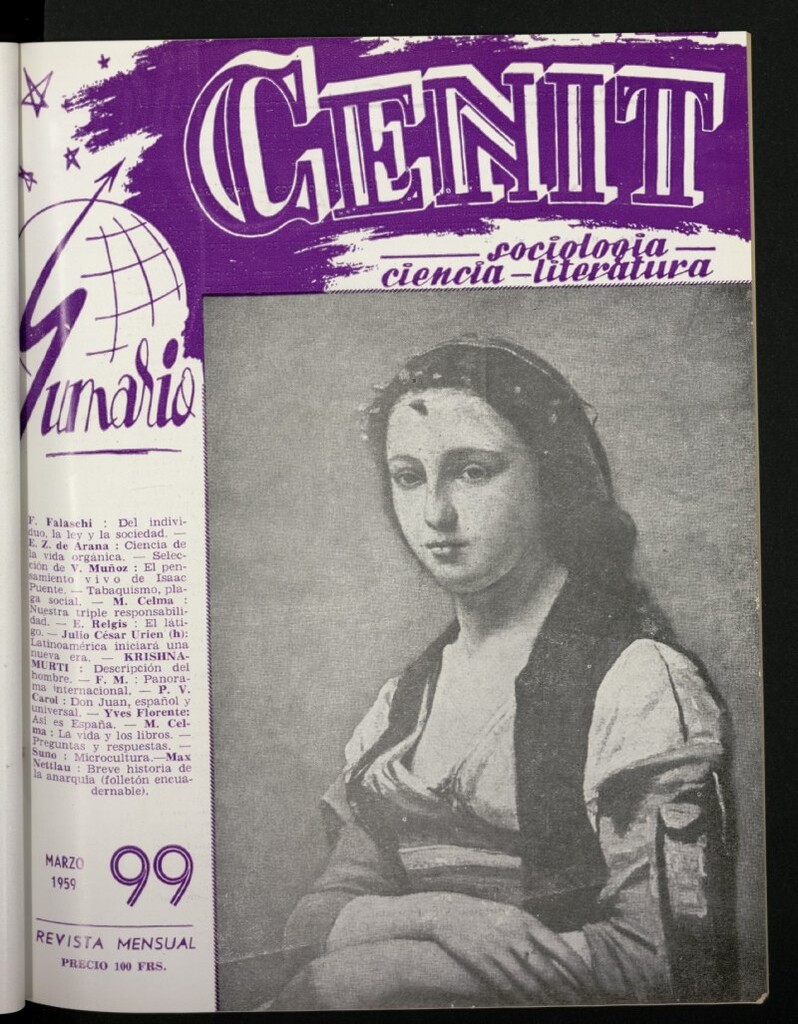 CENIT
sociologia
ciencia - literatura
Sumario
F. Falaschi : Del indivi-
duo, la ley y la sociedad. —
E. Z. de Arana : Ciencia de
la vida orgánica. — Selec-
ción de V. Muñoz : El pen-
samiento vivo de Isaac
Puente. — Tabaquismo, pla-
ga social. — M. Celma :
Nuestra triple responsabili-
dad. — E. Relgis : El láti-
go. — Julio César Urien (h):
Latinoamérica iniciará una
nueva era. — KRISHNA-
MURTI : Descripción del
hombre. — F. M. : Panora-
ma internacional. — P. V.
Carol : Don Juan, español y
universal. — Yves Florente:
Así es España. — M. Cel-
ma : La vida y los libros. —
Preguntas y respuestas. —
Suno : Microcultura.—Max
Nettlau : Breve historia de
la anarquía (folletón encua-
dernable).
MARZO
1959
99
REVISTA MENSUAL
PRECIO 100 FRS.